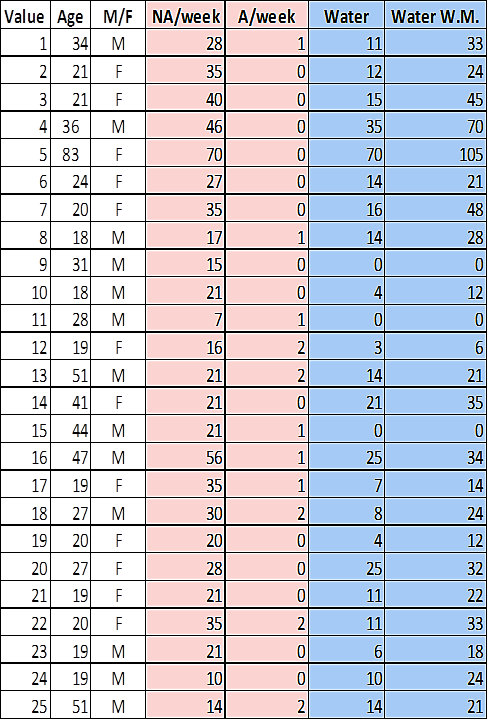 Value Age M/F NA/week A/week Water Water W.M.
1 34 M 28 1 11 33
2 21 F 35 0 12 24
3 21 F 40 0 15 45
4 36 M 46 0 35 70
5 83 F 70 0 70 105
6 24 F 27 0 14 21
7 20 F 35 0 16 48
8 18 M 17 1 14 28
9 31 M 15 0 0 0
10 18 M 21 0 4 12
11 28 M 7 1 0 0
12 19 F 16 2 3 6
13 51 M 21 2 14 21
14 41 F 21 0 21 35
15 44 M 21 1 0 0
16 47 M 56 1 25 34
17 19 F 35 1 7 14
18 27 M 30 2 8 24
19 20 F 20 0 4 12
20 27 F 28 0 25 32
21 19 F 21 0 11 22
22 20 F 35 2 11 33
23 19 M 21 0 6 18
24 19 M 10 0 10 24
25 51 M 14 2 14 21